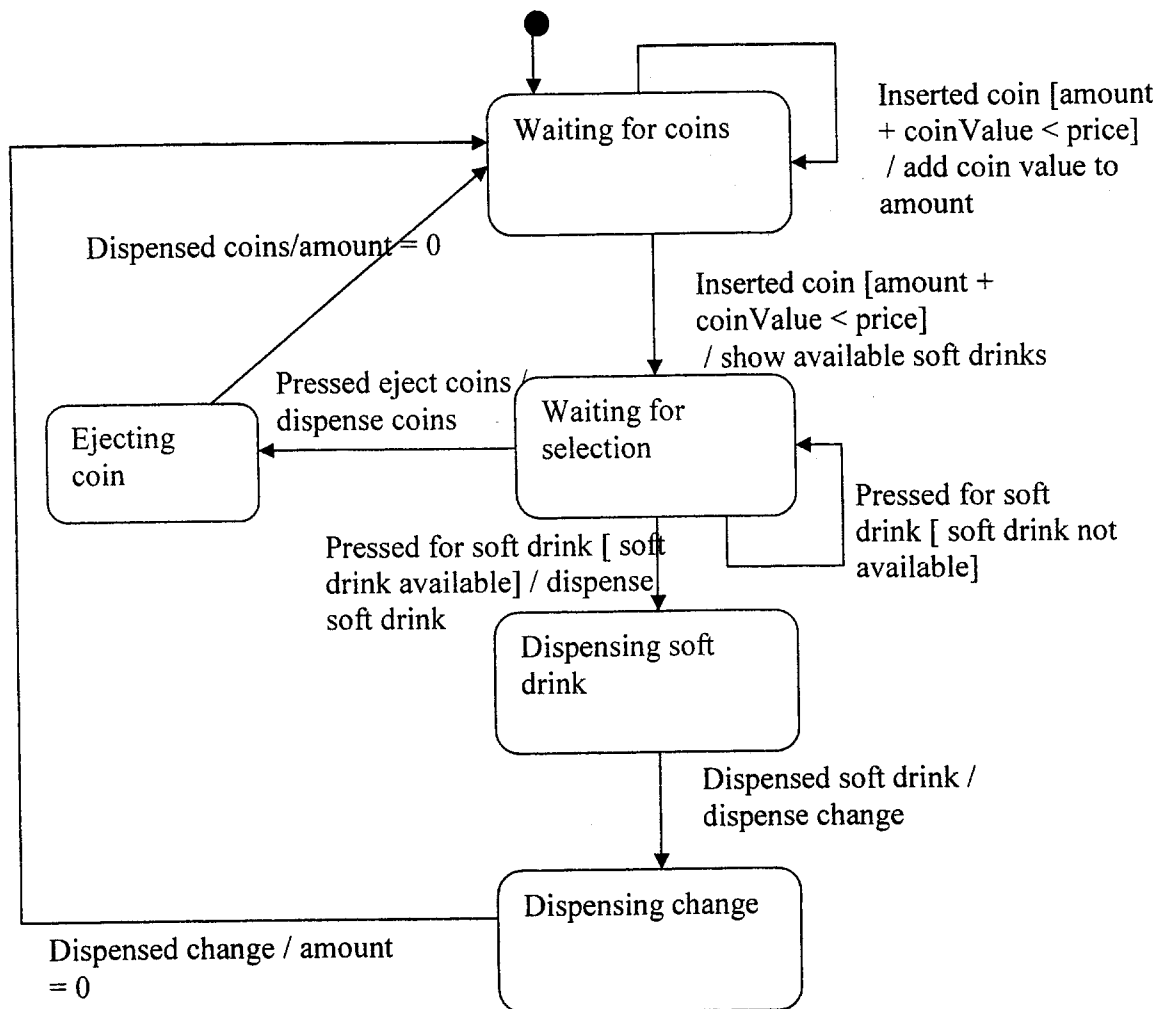 Waiting for coins
Inserted coin [amount
+ coinValue < price]
/ add coin value to
amount
Dispensed coins/amount = 0
Inserted coin [amount +
coinValue < price]
/ show available soft drinks
Pressed eject coins /
dispense coins
Ejecting
coin
Waiting for
selection
Pressed for soft
drink [ soft drink not
available]
Pressed for soft drink [ soft
drink available] / dispense
soft drink
Dispensing soft
drink
Dispensed soft drink /
dispense change
Dispensing change
Dispensed change / amount
= 0